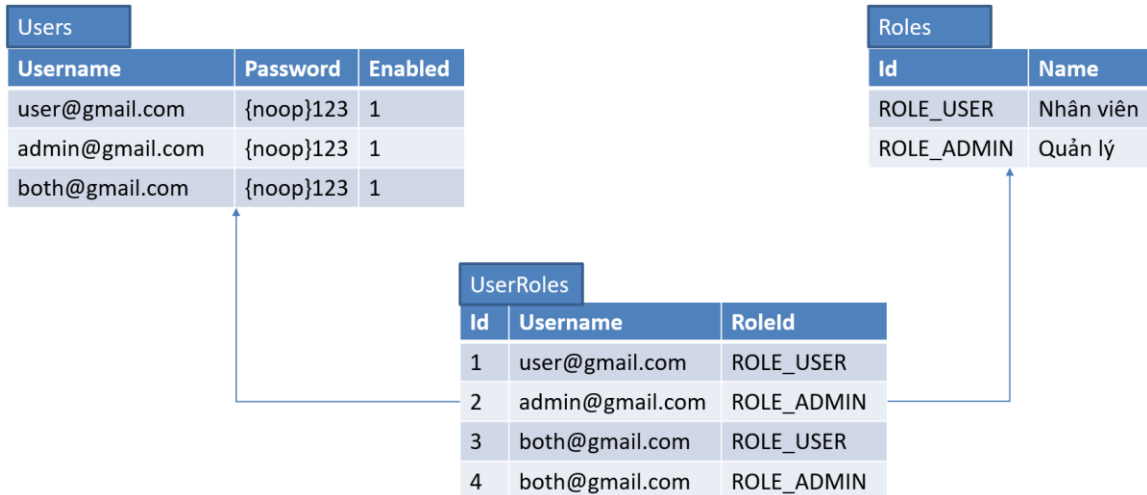 Users
Username Password Enabled
user@gmail.com {noop}123 1
admin@gmail.com {noop}123 1
both@gmail.com {noop}123 1
Roles
Id Name
ROLE_USER Nhân viên
ROLE_ADMIN Quản lý
UserRoles
Id Username RoleId
1 user@gmail.com ROLE_USER
2 admin@gmail.com ROLE_ADMIN
3 both@gmail.com ROLE_USER
4 both@gmail.com ROLE_ADMIN